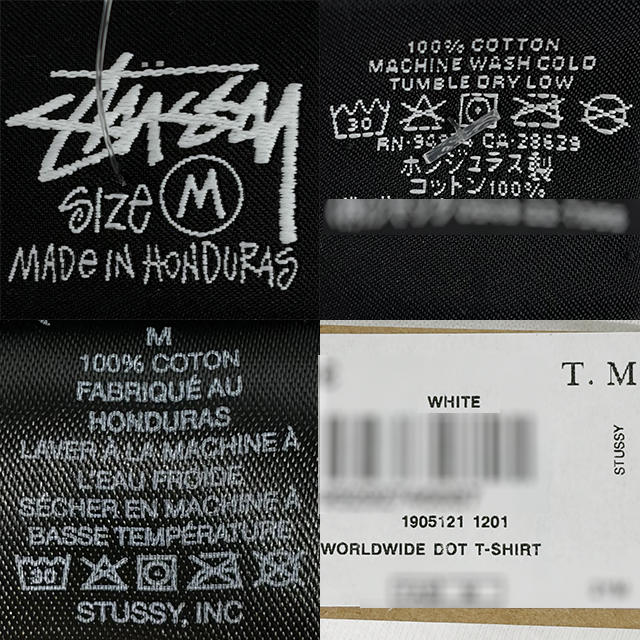 STÜSSY
SIZE M
MADE IN HONDURAS
100% COTTON
MACHINE WASH COLD
TUMBLE DRY LOW
30
CA 28529
ホンジュラス製
コットン100%
M
100% COTON
FABRIQUÉ AU
HONDURAS
LAVER À LA MACHINE À
L'EAU FROIDE
SÉCHER EN MACHINE À
BASSE TEMPÉRATURE
30
STUSSY, INC
T. M
WHITE
STUSSY
1905121 1201
WORLDWIDE DOT T-SHIRT